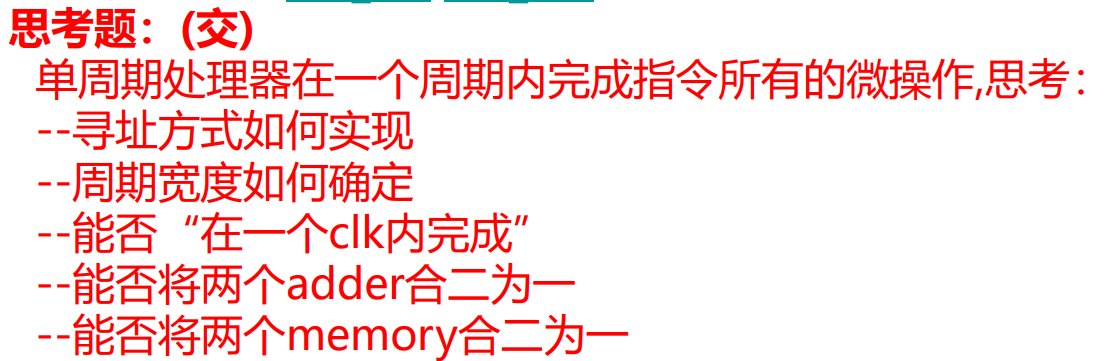 思考题：(交)
单周期处理器在一个周期内完成指令所有的微操作,思考：
--寻址方式如何实现
--周期宽度如何确定
--能否“在一个clk内完成”
--能否将两个adder合二为一
--能否将两个memory合二为一